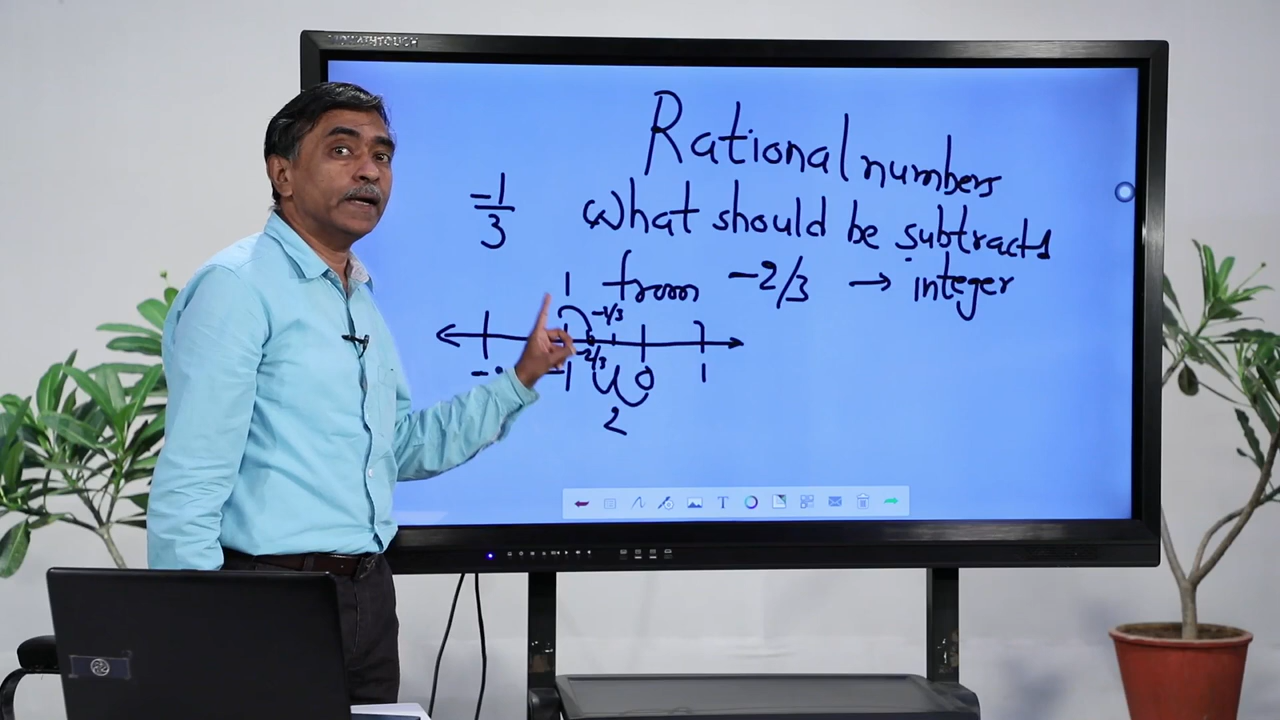 Rational numbers
-1
3
What should be subtracts
1 from -2/3 → integer
-1/3
-2/3
-1 0 1
2
T